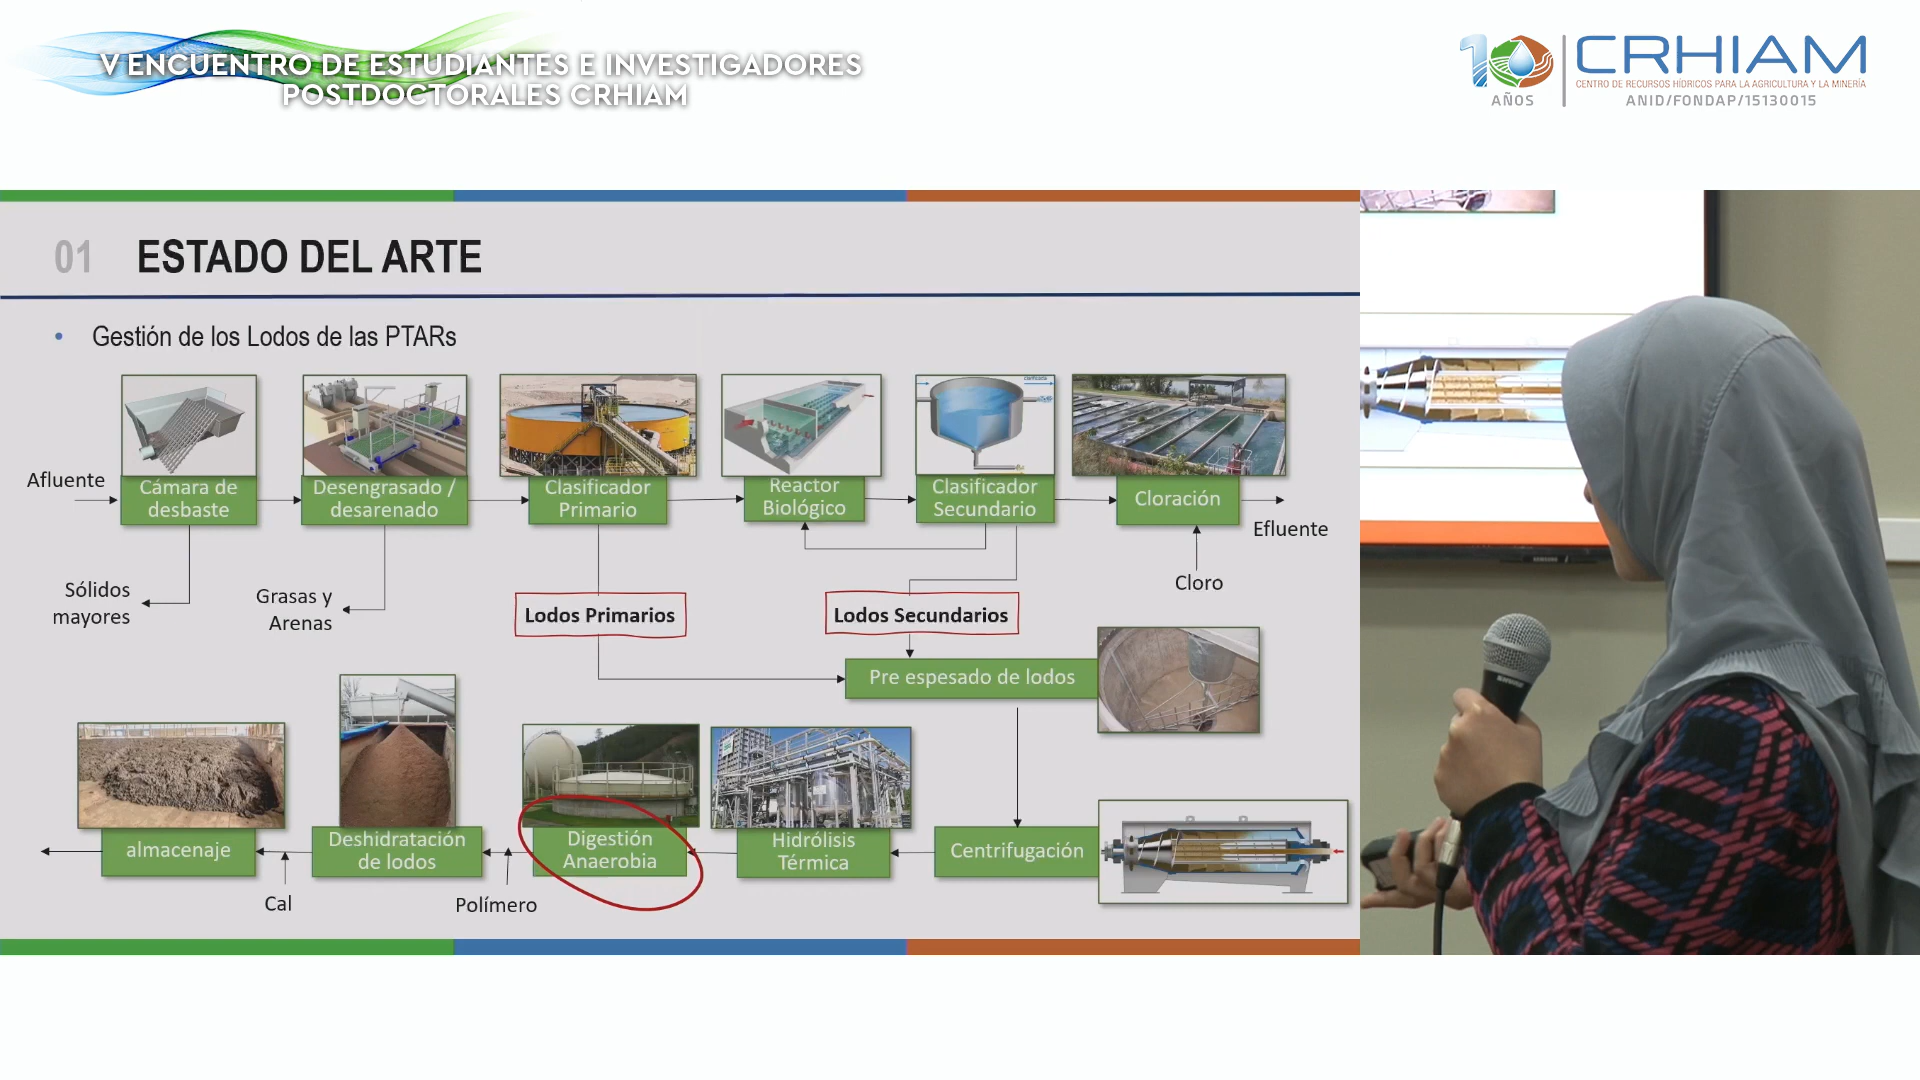 V ENCUENTRO DE ESTUDIANTES E INVESTIGADORES
POSTDOCTORALES CRHIAM
10
AÑOS
CRHIAM
CENTRO DE RECURSOS HÍDRICOS PARA LA AGRICULTURA Y LA MINERÍA
ANID/FONDAP/15130015
01 ESTADO DEL ARTE
• Gestión de los Lodos de las PTARs
Afluente
Cámara de
desbaste
Desengrasado /
desarenado
Clasificador
Primario
Reactor
Biológico
Clasificador
Secundario
Cloración
Efluente
Sólidos
mayores
Grasas y
Arenas
Cloro
Lodos Primarios
Lodos Secundarios
Pre espesado de lodos
almacenaje
Deshidratación
de lodos
Digestión
Anaerobia
Hidrólisis
Térmica
Centrifugación
Cal
Polímero